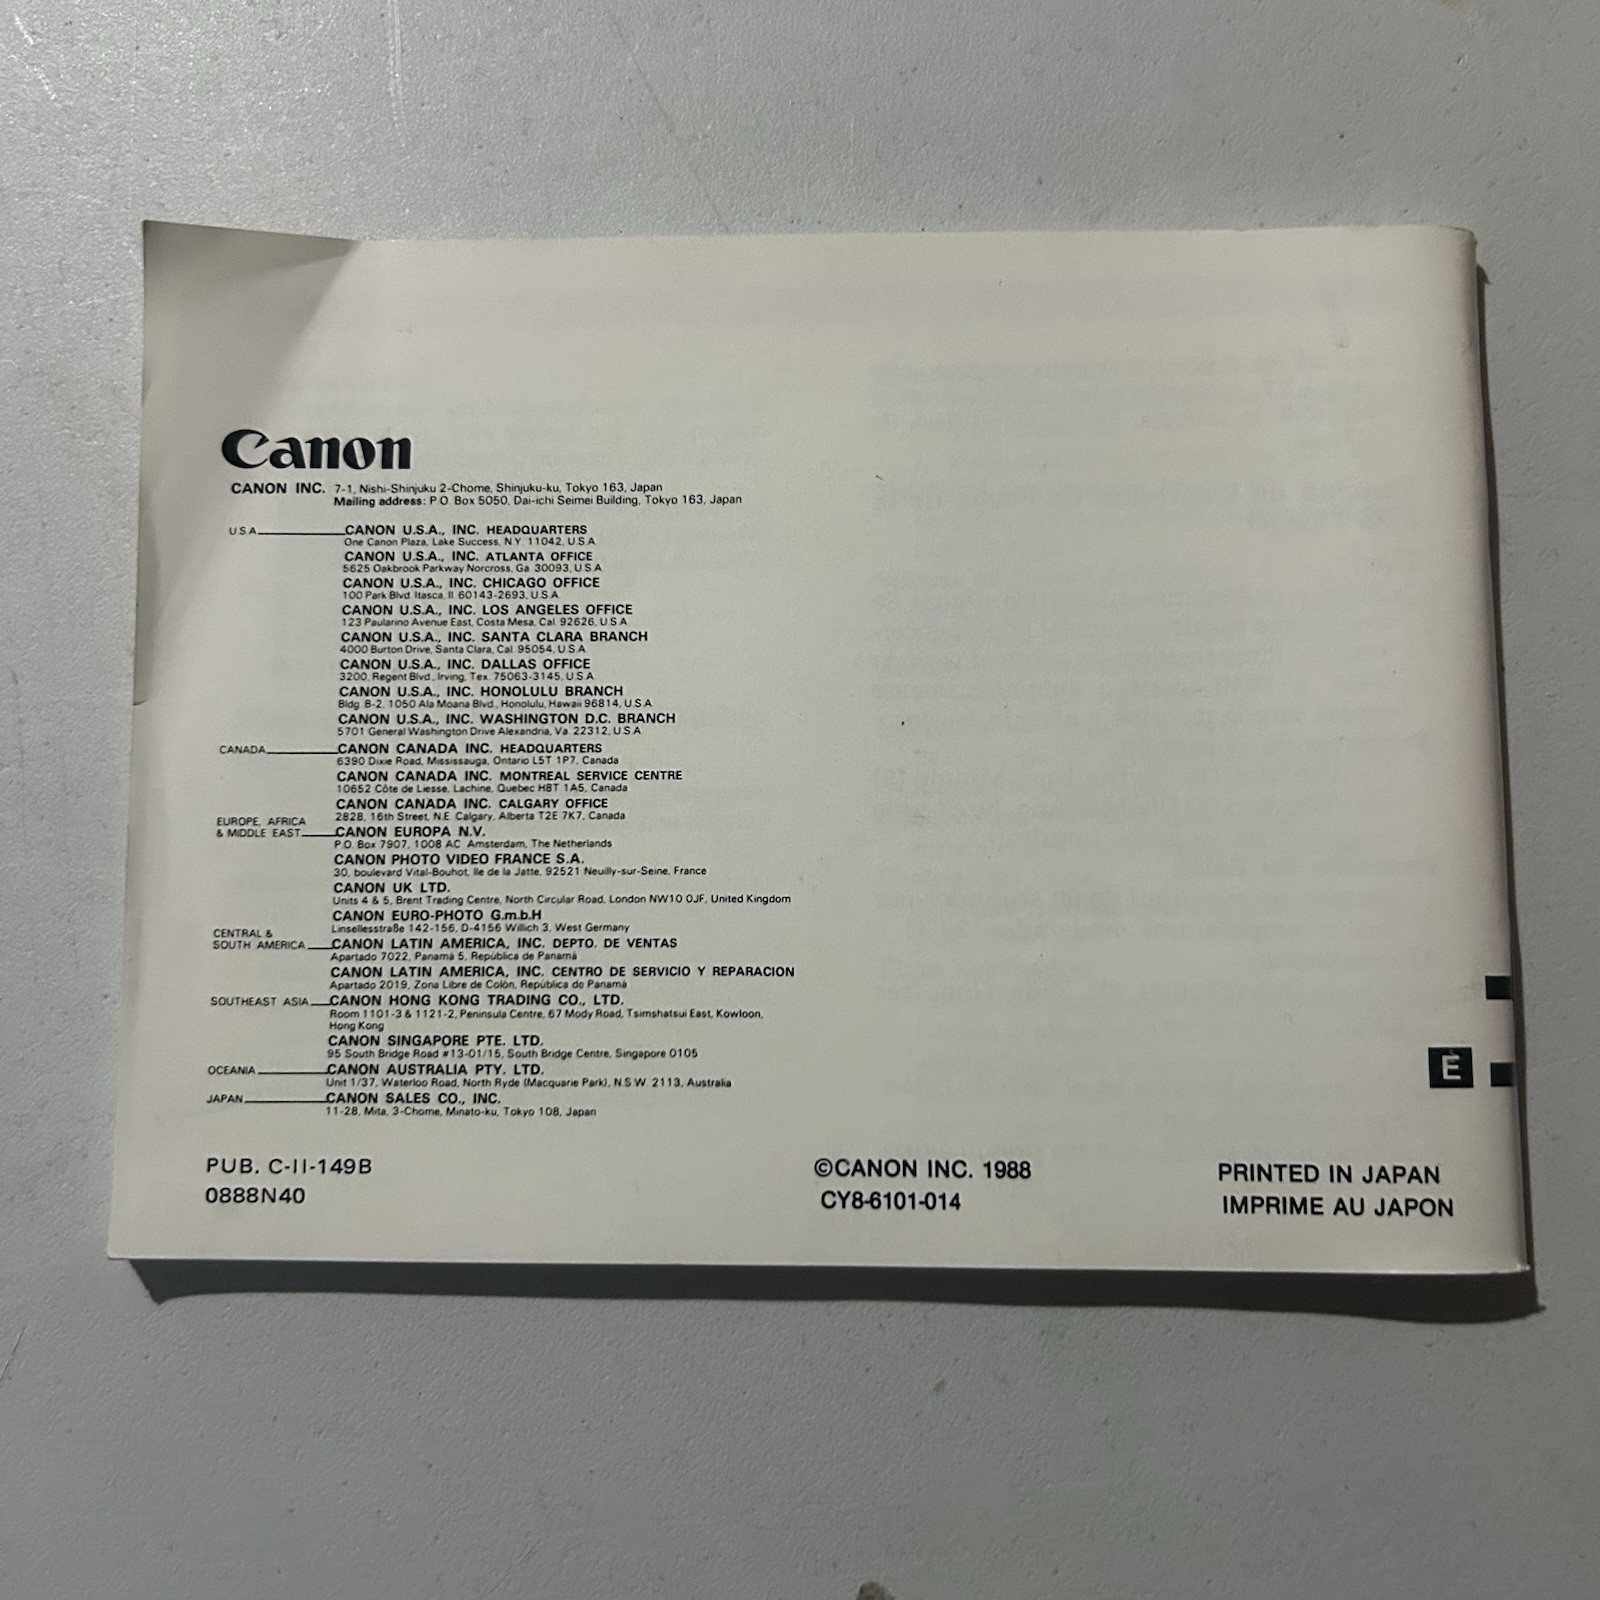 Canon
CANON INC. 7-1, Nishi-Shinjuku 2-Chome, Shinjuku-ku, Tokyo 163, Japan
Mailing address: P.O. Box 5050, Dai-ichi Seimei Building, Tokyo 163, Japan
U.S.A. CANON U.S.A., INC. HEADQUARTERS
One Canon Plaza, Lake Success, N.Y. 11042, U.S.A.
CANON U.S.A., INC. ATLANTA OFFICE
5625 Oakbrook Parkway Norcross, Ga. 30093, U.S.A.
CANON U.S.A., INC. CHICAGO OFFICE
100 Park Blvd. Itasca, Il. 60143-2693, U.S.A.
CANON U.S.A., INC. LOS ANGELES OFFICE
123 Paularino Avenue East, Costa Mesa, Cal. 92626, U.S.A.
CANON U.S.A., INC. SANTA CLARA BRANCH
4000 Burton Drive, Santa Clara, Cal. 95054, U.S.A.
CANON U.S.A., INC. DALLAS OFFICE
3200, Regent Blvd., Irving, Tex. 75063-3145, U.S.A.
CANON U.S.A., INC. HONOLULU BRANCH
Bldg. B-2, 1050 Ala Moana Blvd., Honolulu, Hawaii 96814, U.S.A.
CANON U.S.A., INC. WASHINGTON D.C. BRANCH
5701 General Washington Drive Alexandria, Va. 22312, U.S.A.
CANADA CANON CANADA INC. HEADQUARTERS
6390 Dixie Road, Mississauga, Ontario L5T 1P7, Canada
CANON CANADA INC. MONTREAL SERVICE CENTRE
10652 Côte de Liesse, Lachine, Quebec H8T 1A5, Canada
CANON CANADA INC. CALGARY OFFICE
2828, 16th Street, N.E. Calgary, Alberta T2E 7K7, Canada
EUROPE, AFRICA
& MIDDLE EAST CANON EUROPA N.V.
P.O. Box 7907, 1008 AC Amsterdam, The Netherlands
CANON PHOTO VIDEO FRANCE S.A.
30, boulevard Vital-Bouhot, Ile de la Jatte, 92521 Neuilly-sur-Seine, France
CANON UK LTD.
Units 4 & 5, Brent Trading Centre, North Circular Road, London NW10 0JF, United Kingdom
CANON EURO-PHOTO G.m.b.H
Linsellesstraße 142-156, D-4156 Willich 3, West Germany
CENTRAL &
SOUTH AMERICA CANON LATIN AMERICA, INC. DEPTO. DE VENTAS
Apartado 7022, Panamá 5, República de Panamá
CANON LATIN AMERICA, INC. CENTRO DE SERVICIO Y REPARACION
Apartado 2019, Zona Libre de Colón, República de Panamá
SOUTHEAST ASIA CANON HONG KONG TRADING CO., LTD.
Room 1101-3 & 1121-2, Peninsula Centre, 67 Mody Road, Tsimshatsui East, Kowloon,
Hong Kong
CANON SINGAPORE PTE. LTD.
95 South Bridge Road #13-01/15, South Bridge Centre, Singapore 0105
OCEANIA CANON AUSTRALIA PTY. LTD.
Unit 1/37, Waterloo Road, North Ryde (Macquarie Park), N.S.W. 2113, Australia
JAPAN CANON SALES CO., INC.
11-28, Mita, 3-Chome, Minato-ku, Tokyo 108, Japan
E
PUB. C-II-149B
0888N40
©CANON INC. 1988
CY8-6101-014
PRINTED IN JAPAN
IMPRIME AU JAPON